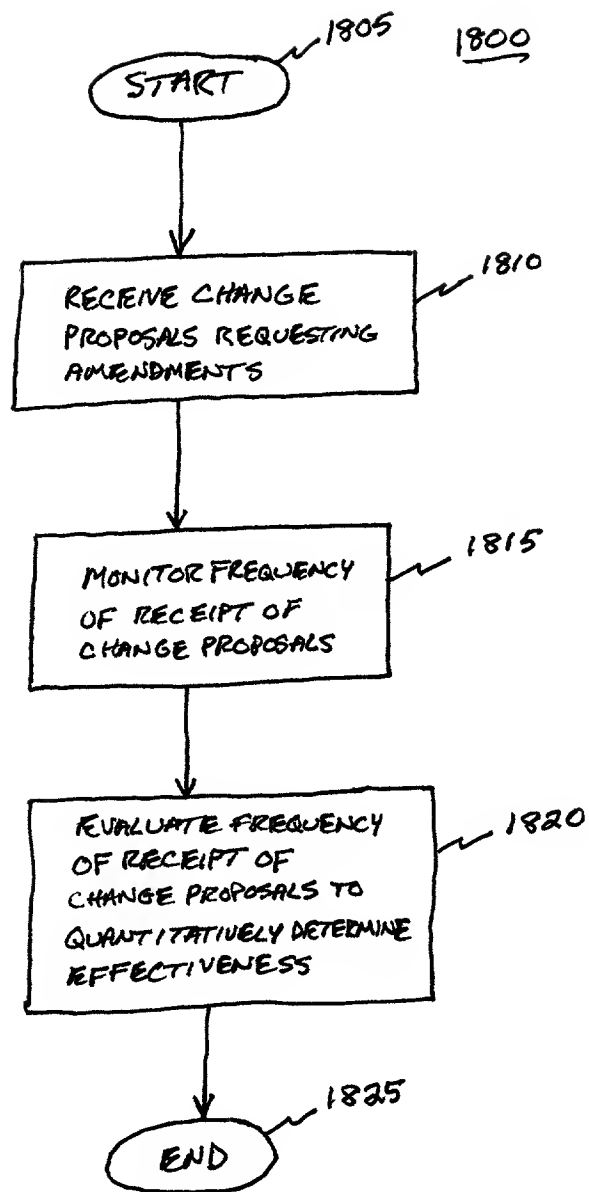 1805
1800
START
1810
RECEIVE CHANGE
PROPOSALS REQUESTING
AMENDMENTS
1815
MONITOR FREQUENCY
OF RECEIPT OF
CHANGE PROPOSALS
1820
EVALUATE FREQUENCY
OF RECEIPT OF
CHANGE PROPOSALS TO
QUANTITATIVELY DETERMINE
EFFECTIVENESS
1825
END